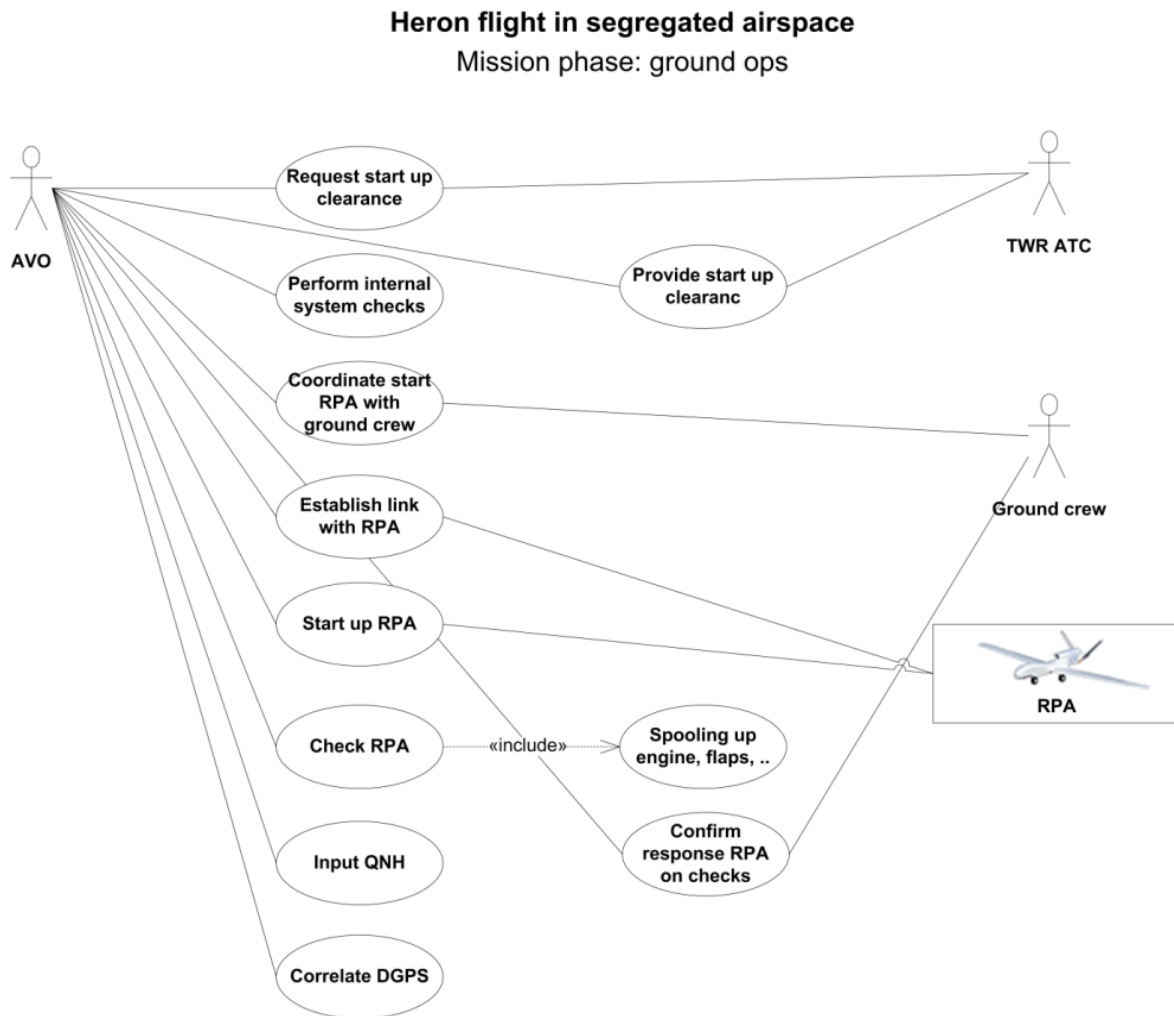 Heron flight in segregated airspace
Mission phase: ground ops
AVO
Request start up
clearance
TWR ATC
Perform internal
system checks
Provide start up
clearanc
Coordinate start
RPA with
ground crew
Ground crew
Establish link
with RPA
Start up RPA
RPA
Check RPA
«include»
Spooling up
engine, flaps, ..
Confirm
response RPA
on checks
Input QNH
Correlate DGPS